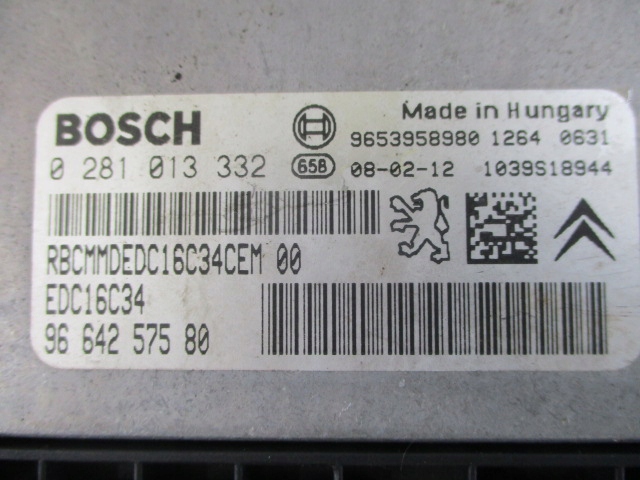 BOSCH
Made in Hungary
9653958980 1264 0631
0 281 013 332 65B 08-02-12 1039S18944
RBCMMDEDC16C34CEM 00
EDC16C34
96 642 575 80